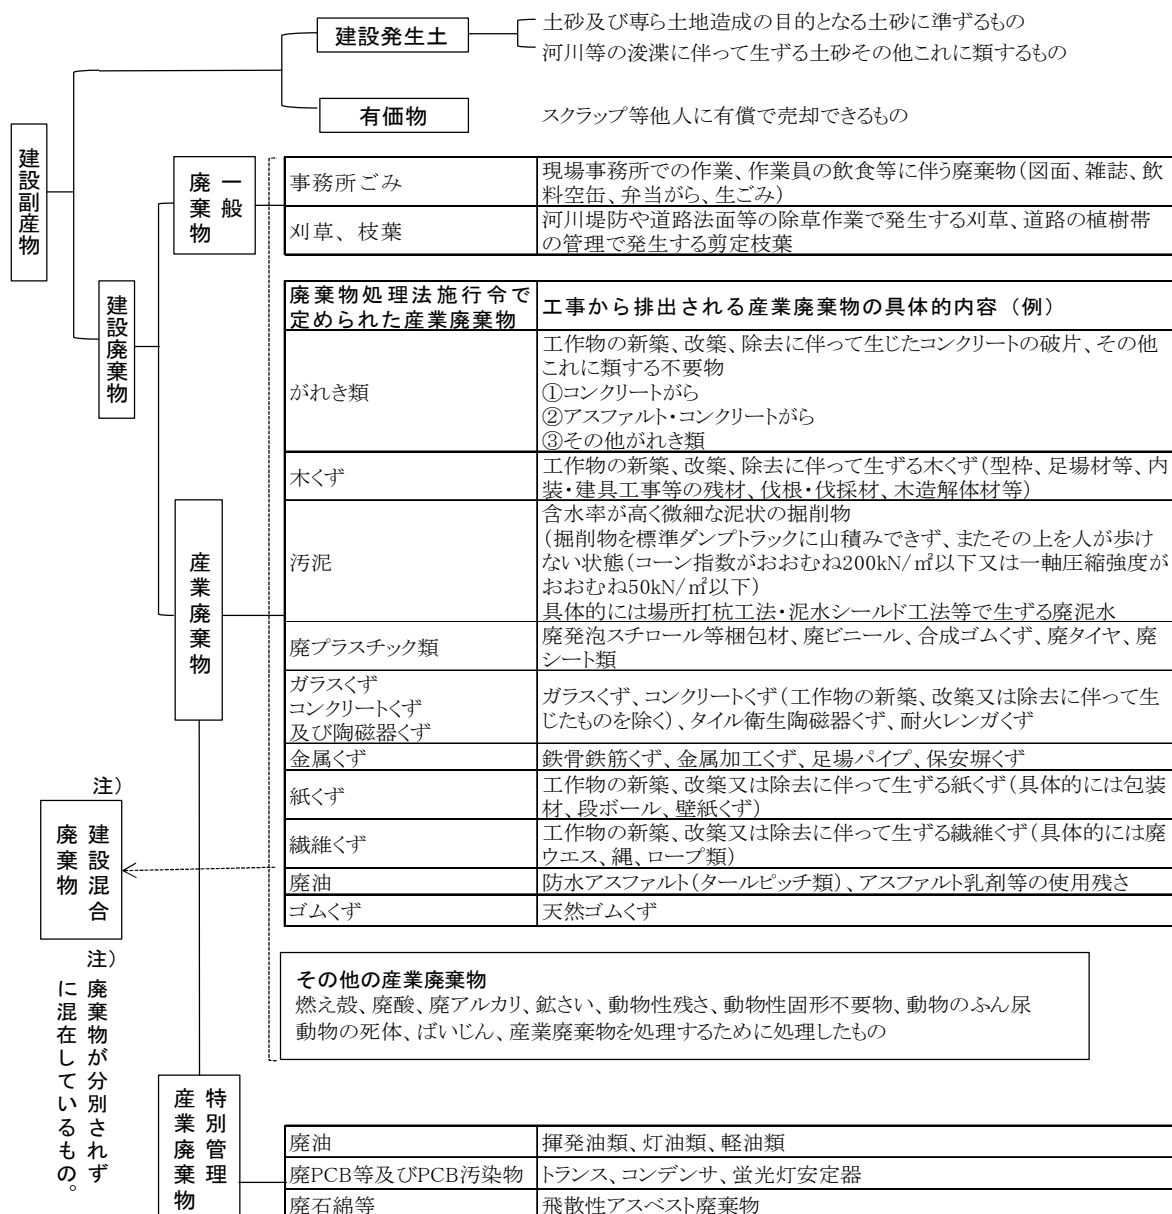 建設発生土
土砂及び専ら土地造成の目的となる土砂に準ずるもの
河川等の浚渫に伴って生ずる土砂その他これに類するもの
有価物
スクラップ等他人に有償で売却できるもの
建設副産物
一般廃棄物
事務所ごみ
現場事務所での作業、作業員の飲食等に伴う廃棄物(図面、雑誌、飲
料空缶、弁当がら、生ごみ)
刈草、枝葉
河川堤防や道路法面等の除草作業で発生する刈草、道路の植樹帯
の管理で発生する剪定枝葉
建設廃棄物
廃棄物処理法施行令で
定められた産業廃棄物
工事から排出される産業廃棄物の具体的内容(例)
がれき類
工作物の新築、改築、除去に伴って生じたコンクリートの破片、その他
これに類する不要物
①コンクリートがら
②アスファルト・コンクリートがら
③その他がれき類
木くず
工作物の新築、改築、除去に伴って生ずる木くず(型枠、足場材等、内
装・建具工事等の残材、伐根・伐採材、木造解体材等)
産業廃棄物
汚泥
含水率が高く微細な泥状の掘削物
(掘削物を標準ダンプトラックに山積みできず、またその上を人が歩け
ない状態(コーン指数がおおむね200kN/㎡以下又は一軸圧縮強度が
おおむね50kN/㎡以下)
具体的には場所打杭工法・泥水シールド工法等で生ずる廃泥水
廃プラスチック類
廃発泡スチロール等梱包材、廃ビニール、合成ゴムくず、廃タイヤ、廃
シート類
ガラスくず
コンクリートくず
及び陶磁器くず
ガラスくず、コンクリートくず(工作物の新築、改築又は除去に伴って生
じたものを除く)、タイル衛生陶磁器くず、耐火レンガくず
金属くず
鉄骨鉄筋くず、金属加工くず、足場パイプ、保安塀くず
紙くず
工作物の新築、改築又は除去に伴って生ずる紙くず(具体的には包装
材、段ボール、壁紙くず)
繊維くず
工作物の新築、改築又は除去に伴って生ずる繊維くず(具体的には廃
ウエス、縄、ロープ類)
廃油
防水アスファルト(タールピッチ類)、アスファルト乳剤等の使用残さ
ゴムくず
天然ゴムくず
注)
建設混合
廃棄物
注)
廃棄物が分別されず
に混在しているもの。
その他の産業廃棄物
燃え殻、廃酸、廃アルカリ、鉱さい、動物性残さ、動物性固形不要物、動物のふん尿
動物の死体、ばいじん、産業廃棄物を処理するために処理したもの
特別管理
産業廃棄物
廃油
揮発油類、灯油類、軽油類
廃PCB等及びPCB汚染物
トランス、コンデンサ、蛍光灯安定器
廃石綿等
飛散性アスベスト廃棄物